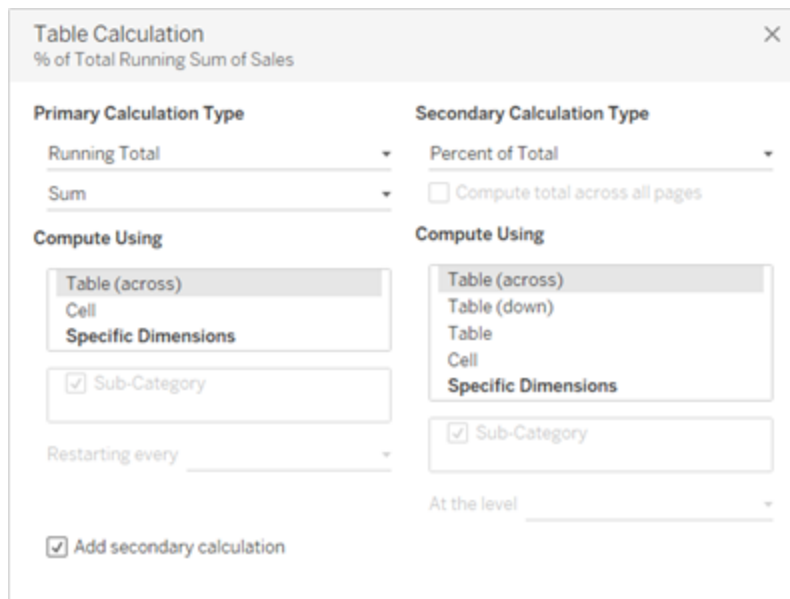 Table Calculation
% of Total Running Sum of Sales
Primary Calculation Type
Running Total
Sum
Compute Using
Table (across)
Cell
Specific Dimensions
Sub-Category
Restarting every
Add secondary calculation
Secondary Calculation Type
Percent of Total
Compute total across all pages
Compute Using
Table (across)
Table (down)
Table
Cell
Specific Dimensions
Sub-Category
At the level